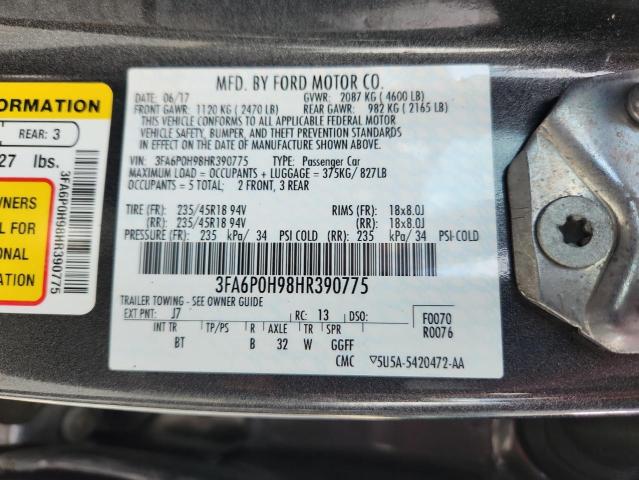 MFD. BY FORD MOTOR CO.
DATE: 06/17 GVWR: 2087 KG (4600 LB)
FRONT GAWR: 1120 KG (2470 LB) REAR GAWR: 982 KG (2165 LB)
THIS VEHICLE CONFORMS TO ALL APPLICABLE FEDERAL MOTOR
VEHICLE SAFETY, BUMPER, AND THEFT PREVENTION STANDARDS
IN EFFECT ON THE DATE OF MANUFACTURE SHOWN ABOVE.
VIN: 3FA6P0H98HR390775 TYPE: Passenger Car
MAXIMUM LOAD = OCCUPANTS + LUGGAGE = 375KG/ 827LB
OCCUPANTS = 5 TOTAL; 2 FRONT, 3 REAR
TIRE (FR): 235/45R18 94V RIMS (FR): 18x8.0J
(RR): 235/45R18 94V (RR): 18x8.0J
PRESSURE (FR): 235 kPa/ 34 PSI COLD (RR): 235 kPa/ 34 PSI-COLD
3FA6P0H98HR390775
TRAILER TOWING - SEE OWNER GUIDE
EXT PNT: J7 RC: 13 DSO: F0070
R0076
INT TR TP/PS R AXLE TR SPR
BT B 32 W GGFF
CMC ▽5U5A-5420472-AA
FORMATION
REAR: 3
27 lbs.
3FA6P0H98HR390775
WNERS
L FOR
ONAL
ATION